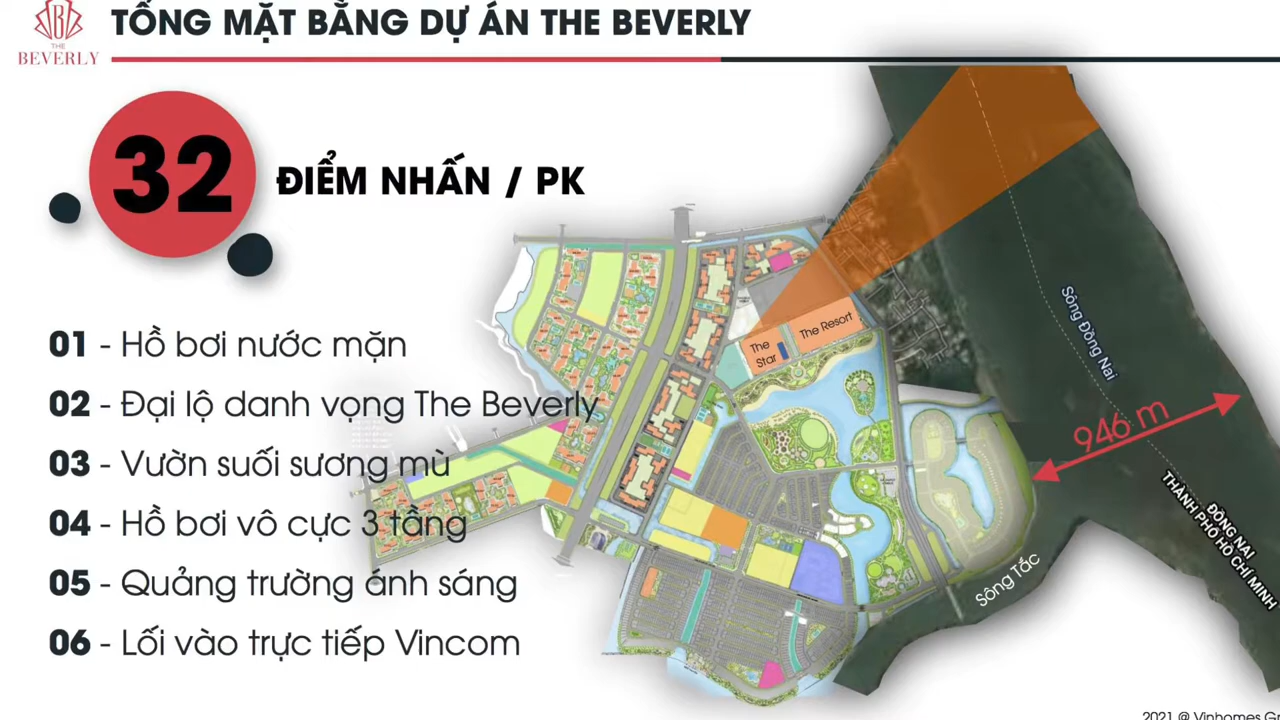 THE
BEVERLY
TỔNG MẶT BẰNG DỰ ÁN THE BEVERLY
32
ĐIỂM NHẤN / PK
01 - Hồ bơi nước mặn
02 - Đại lộ danh vọng The Beverly
03 - Vườn suối sương mù
04 - Hồ bơi vô cực 3 tầng
05 - Quảng trường ánh sáng
06 - Lối vào trực tiếp Vincom
The
Star
The Resort
Sông Đồng Nai
946 m
ĐỒNG NAI
THÀNH PHỐ HỒ CHÍ MINH
Sông Tắc
2021 @ Vinhomes Gr